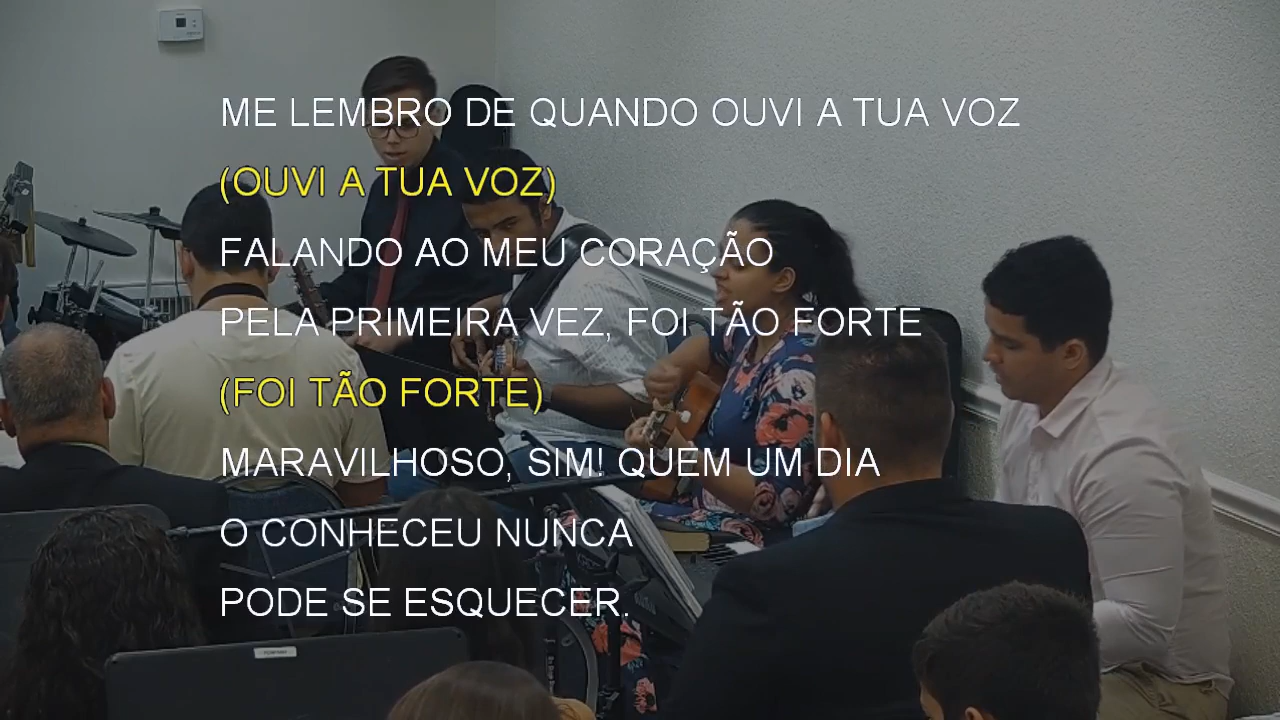 ME LEMBRO DE QUANDO OUVI A TUA VOZ
(OUVI A TUA VOZ)
FALANDO AO MEU CORAÇÃO
PELA PRIMEIRA VEZ, FOI TÃO FORTE
(FOI TÃO FORTE)
MARAVILHOSO, SIM! QUEM UM DIA
O CONHECEU NUNCA
PODE SE ESQUECER.